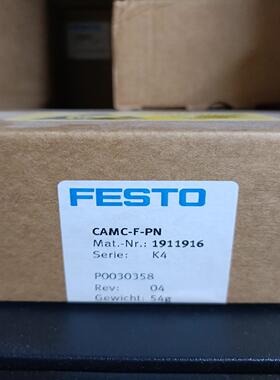 FESTO
CAMC-F-PN
Mat.-Nr.: 1911916
Serie: K4
P0030358
Rev: 04
Gewicht: 54g